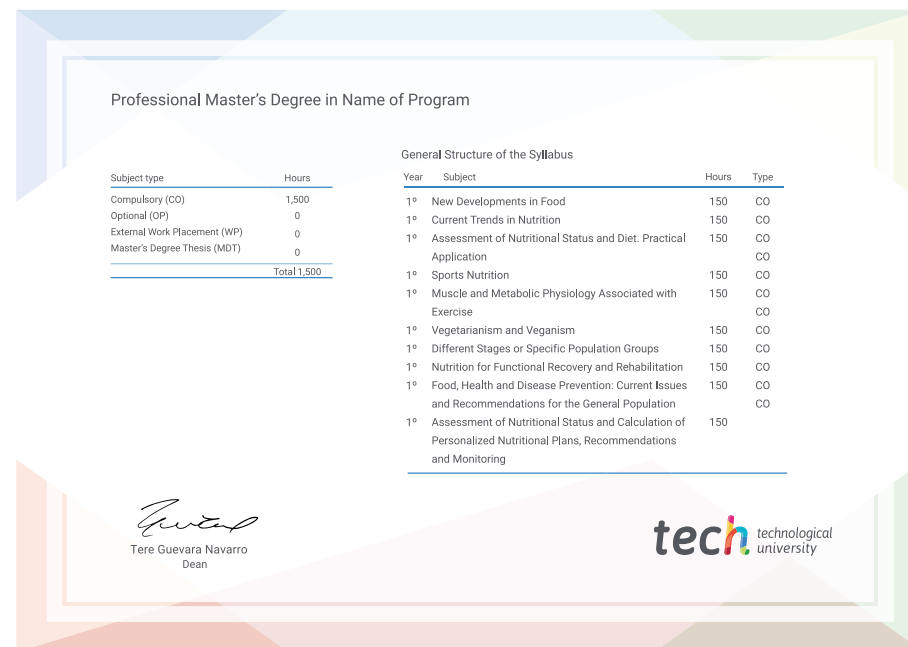 Professional Master's Degree in Name of Program
General Structure of the Syllabus
Subject type Hours
Compulsory (CO) 1,500
Optional (OP) 0
External Work Placement (WP) 0
Master's Degree Thesis (MDT) 0
Total 1,500
Year Subject Hours Type
1º New Developments in Food 150 CO
1º Current Trends in Nutrition 150 CO
1º Assessment of Nutritional Status and Diet. Practical 150 CO
Application CO
1º Sports Nutrition 150 CO
1º Muscle and Metabolic Physiology Associated with 150 CO
Exercise CO
1º Vegetarianism and Veganism 150 CO
1º Different Stages or Specific Population Groups 150 CO
1º Nutrition for Functional Recovery and Rehabilitation 150 CO
1º Food, Health and Disease Prevention: Current Issues 150 CO
and Recommendations for the General Population CO
1º Assessment of Nutritional Status and Calculation of 150
Personalized Nutritional Plans, Recommendations
and Monitoring
Tere Guevara Navarro
Dean
tech technological
university